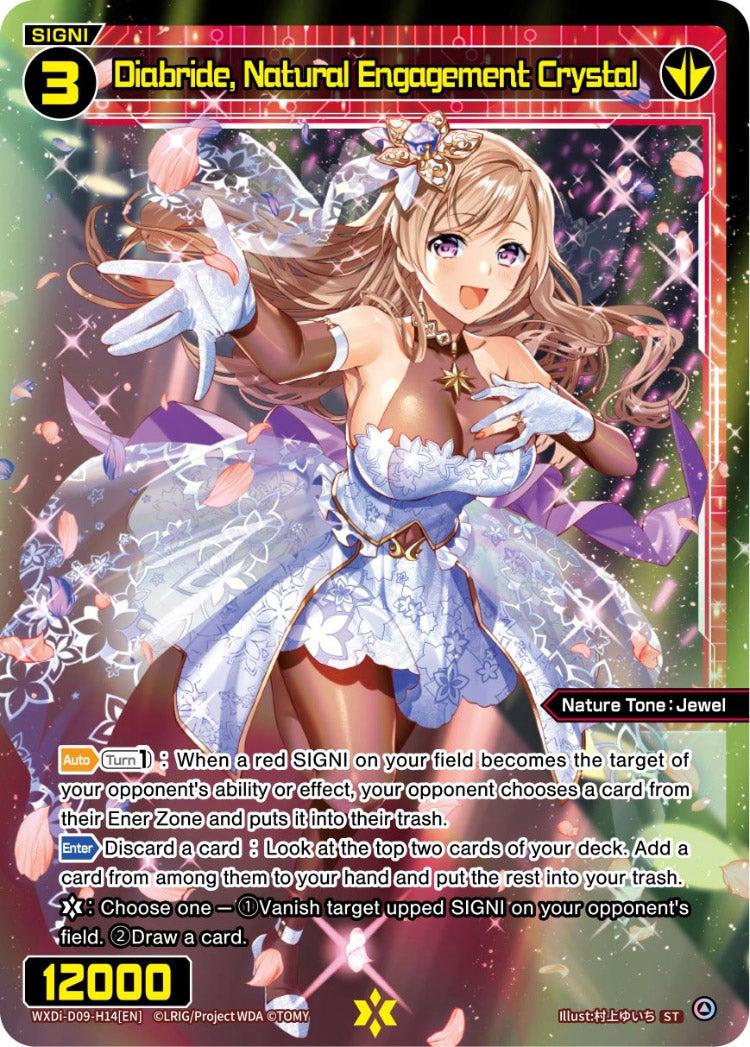 SIGNI
3
Diabride, Natural Engagement Crystal
Nature Tone：Jewel
Auto Turn 1：When a red SIGNI on your field becomes the target of
your opponent's ability or effect, your opponent chooses a card from
their Ener Zone and puts it into their trash.
Enter Discard a card：Look at the top two cards of your deck. Add a
card from among them to your hand and put the rest into your trash.
：Choose one ― ①Vanish target upped SIGNI on your opponent's
field. ②Draw a card.
12000
WXDi-D09-H14[EN] ©LRIG/Project WDA ©TOMY
Illust:村上ゆいち ST